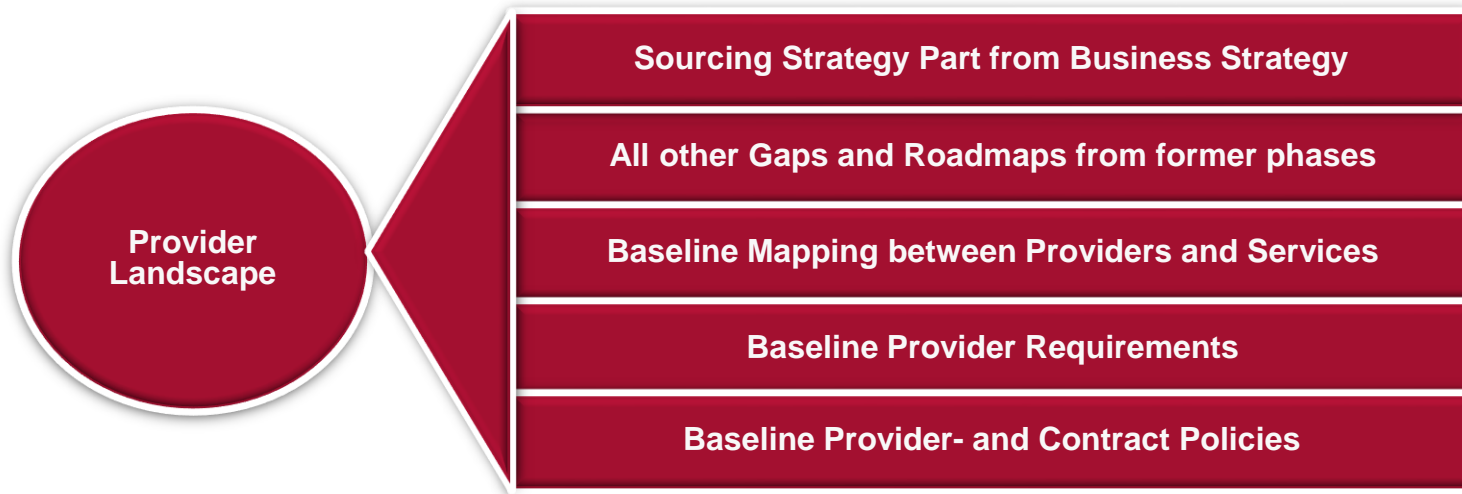 Provider
Landscape
Sourcing Strategy Part from Business Strategy
All other Gaps and Roadmaps from former phases
Baseline Mapping between Providers and Services
Baseline Provider Requirements
Baseline Provider- and Contract Policies